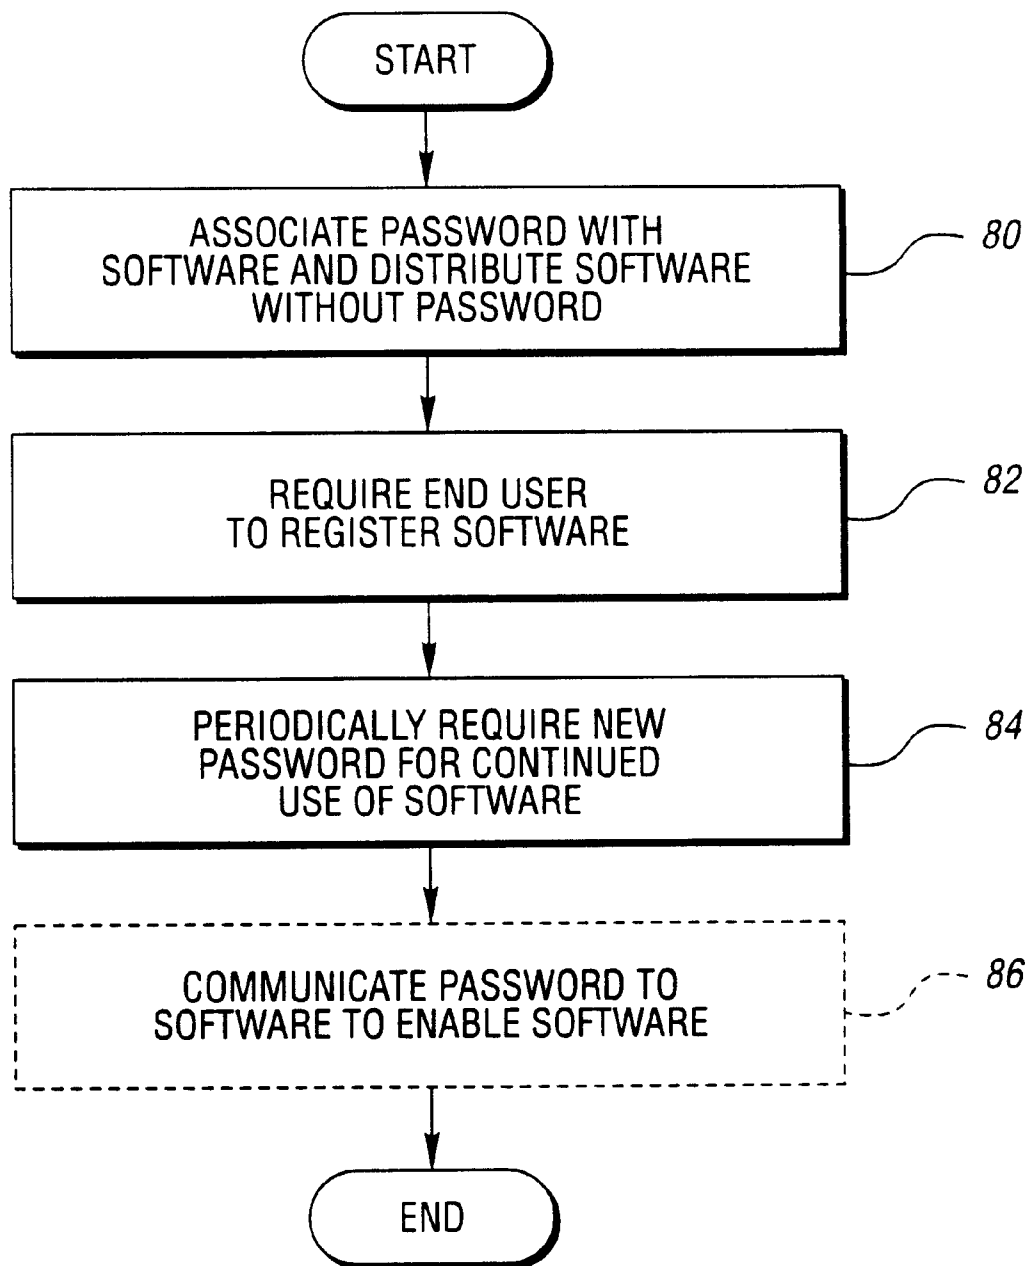 START
ASSOCIATE PASSWORD WITH
SOFTWARE AND DISTRIBUTE SOFTWARE
WITHOUT PASSWORD
80
REQUIRE END USER
TO REGISTER SOFTWARE
82
PERIODICALLY REQUIRE NEW
PASSWORD FOR CONTINUED
USE OF SOFTWARE
84
COMMUNICATE PASSWORD TO
SOFTWARE TO ENABLE SOFTWARE
86
END